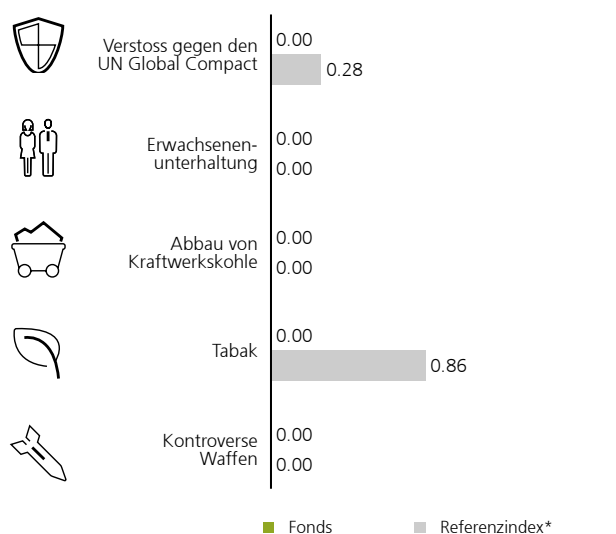 0.00
Verstoss gegen den
UN Global Compact
0.28
0.00
Erwachsenen-
unterhaltung
0.00
0.00
Abbau von
Kraftwerkskohle
0.00
0.00
Tabak
0.86
0.00
Kontroverse
Waffen
0.00
Fonds
Referenzindex*